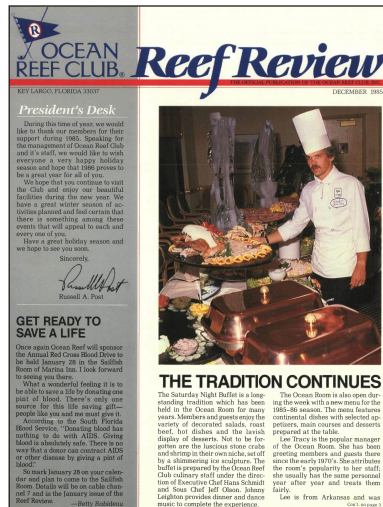 R
OCEAN
REEF CLUB®
Reef Review
THE OFFICIAL PUBLICATION OF THE OCEAN REEF CLUB, INC.
KEY LARGO, FLORIDA 33037
DECEMBER 1985
President's Desk
During this time of year, we would
like to thank our members for their
support during 1985. Speaking for
the management of Ocean Reef Club
and it's staff, we would like to wish
everyone a very happy holiday
season and hope that 1986 proves to
be a great year for all of you.
We hope that you continue to visit
the Club and enjoy our beautiful
facilities during the new year. We
have a great winter season of ac-
tivities planned and feel certain that
there is something among these
events that will appeal to each and
every one of you.
Have a great holiday season and
we hope to see you soon.
Sincerely,
Russell A. Post
Russell A. Post
GET READY TO
SAVE A LIFE
Once again Ocean Reef will sponsor
the Annual Red Cross Blood Drive to
be held January 28 in the Sailfish
Room of Marina Inn. I look forward
to seeing you there.
What a wonderful feeling it is to
be able to save a life by donating one
pint of blood. There's only one
source for this life saving gift—
people like you and me must give it.
According to the South Florida
Blood Service, "Donating blood has
nothing to do with AIDS. Giving
blood is absolutely safe. There is no
way that a donor can contract AIDS
or other disease by giving a pint of
blood."
So mark January 28 on your calen-
dar and plan to come to the Sailfish
Room. Details will be on cable chan-
nel 7 and in the January issue of the
Reef Review.
—Betty Babideau
THE TRADITION CONTINUES
The Saturday Night Buffet is a long-
standing tradition which has been
held in the Ocean Room for many
years. Members and guests enjoy the
variety of decorated salads, roast
beef, hot dishes and the lavish
display of desserts. Not to be for-
gotten are the luscious stone crabs
and shrimp in their own niche, set off
by a shimmering ice sculpture. The
buffet is prepared by the Ocean Reef
Club culinary staff under the direc-
tion of Executive Chef Hans Schmidt
and Sous Chef Jeff Olson. Johnny
Leighton provides dinner and dance
music to complete the experience.
The Ocean Room is also open dur-
ing the week with a new menu for the
1985-86 season. The menu features
continental dishes with selected ap-
petizers, main courses and desserts
prepared at the table.
Lee Tracy is the popular manager
of the Ocean Room. She has been
greeting members and guests there
since the early 1970's. She attributes
the room's popularity to her staff;
she usually has the same personnel
year after year and treats them
fairly.
Lee is from Arkansas and was
Con't. on page 3